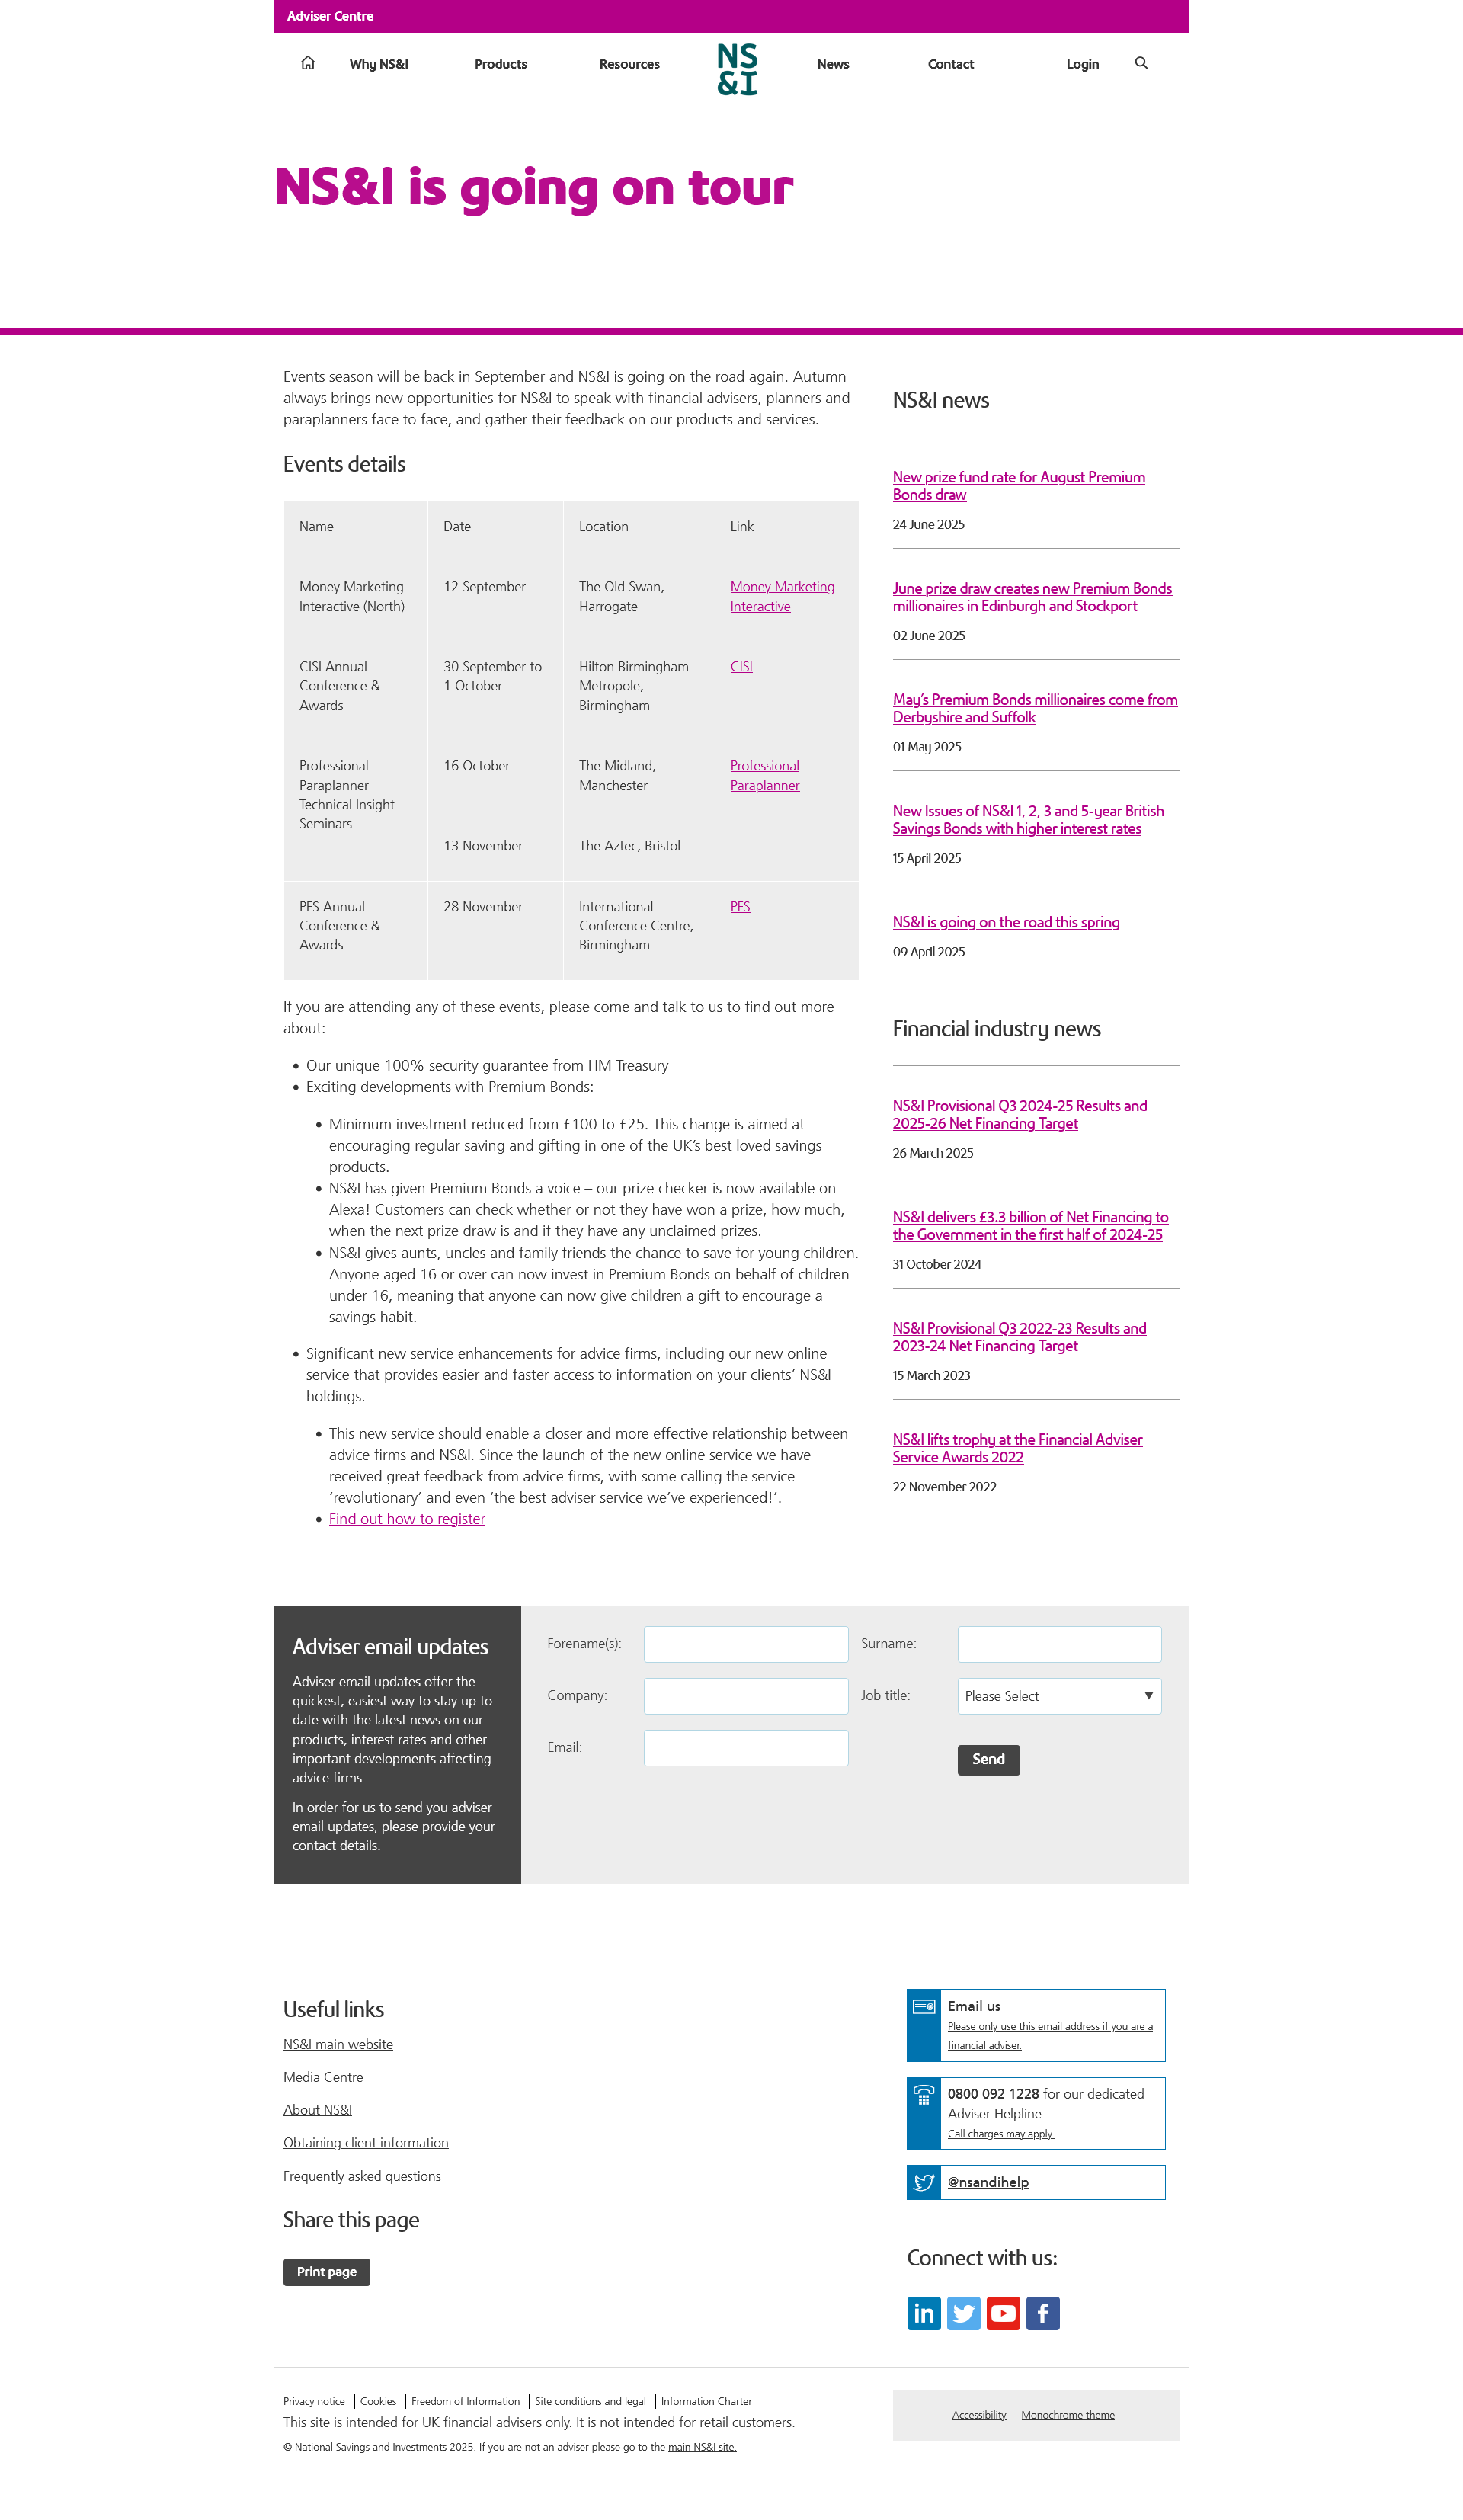 Adviser Centre
Why NS&I
Products
Resources
NS
&I
News
Contact
Login
NS&I is going on tour
Events season will be back in September and NS&I is going on the road again. Autumn
always brings new opportunities for NS&I to speak with financial advisers, planners and
paraplanners face to face, and gather their feedback on our products and services.
Events details
Name
Date
Location
Link
Money Marketing
Interactive (North)
12 September
The Old Swan,
Harrogate
Money Marketing
Interactive
CISI Annual
Conference &
Awards
30 September to
1 October
Hilton Birmingham
Metropole,
Birmingham
CISI
Professional
Paraplanner
Technical Insight
Seminars
16 October
The Midland,
Manchester
Professional
Paraplanner
13 November
The Aztec, Bristol
PFS Annual
Conference &
Awards
28 November
International
Conference Centre,
Birmingham
PFS
If you are attending any of these events, please come and talk to us to find out more
about:
• Our unique 100% security guarantee from HM Treasury
• Exciting developments with Premium Bonds:
• Minimum investment reduced from £100 to £25. This change is aimed at
encouraging regular saving and gifting in one of the UK’s best loved savings
products.
• NS&I has given Premium Bonds a voice – our prize checker is now available on
Alexa! Customers can check whether or not they have won a prize, how much,
when the next prize draw is and if they have any unclaimed prizes.
• NS&I gives aunts, uncles and family friends the chance to save for young children.
Anyone aged 16 or over can now invest in Premium Bonds on behalf of children
under 16, meaning that anyone can now give children a gift to encourage a
savings habit.
• Significant new service enhancements for advice firms, including our new online
service that provides easier and faster access to information on your clients’ NS&I
holdings.
• This new service should enable a closer and more effective relationship between
advice firms and NS&I. Since the launch of the new online service we have
received great feedback from advice firms, with some calling the service
‘revolutionary’ and even ‘the best adviser service we’ve experienced!’.
• Find out how to register
NS&I news
New prize fund rate for August Premium
Bonds draw
24 June 2025
June prize draw creates new Premium Bonds
millionaires in Edinburgh and Stockport
02 June 2025
May’s Premium Bonds millionaires come from
Derbyshire and Suffolk
01 May 2025
New Issues of NS&I 1, 2, 3 and 5-year British
Savings Bonds with higher interest rates
15 April 2025
NS&I is going on the road this spring
09 April 2025
Financial industry news
NS&I Provisional Q3 2024-25 Results and
2025-26 Net Financing Target
26 March 2025
NS&I delivers £3.3 billion of Net Financing to
the Government in the first half of 2024-25
31 October 2024
NS&I Provisional Q3 2022-23 Results and
2023-24 Net Financing Target
15 March 2023
NS&I lifts trophy at the Financial Adviser
Service Awards 2022
22 November 2022
Adviser email updates
Adviser email updates offer the
quickest, easiest way to stay up to
date with the latest news on our
products, interest rates and other
important developments affecting
advice firms.
In order for us to send you adviser
email updates, please provide your
contact details.
Forename(s):
Surname:
Company:
Job title:
Please Select
Email:
Send
Useful links
NS&I main website
Media Centre
About NS&I
Obtaining client information
Frequently asked questions
Share this page
Print page
Email us
Please only use this email address if you are a
financial adviser.
0800 092 1228 for our dedicated
Adviser Helpline.
Call charges may apply.
@nsandihelp
Connect with us:
Privacy notice | Cookies | Freedom of Information | Site conditions and legal | Information Charter
This site is intended for UK financial advisers only. It is not intended for retail customers.
© National Savings and Investments 2025. If you are not an adviser please go to the main NS&I site.
Accessibility | Monochrome theme